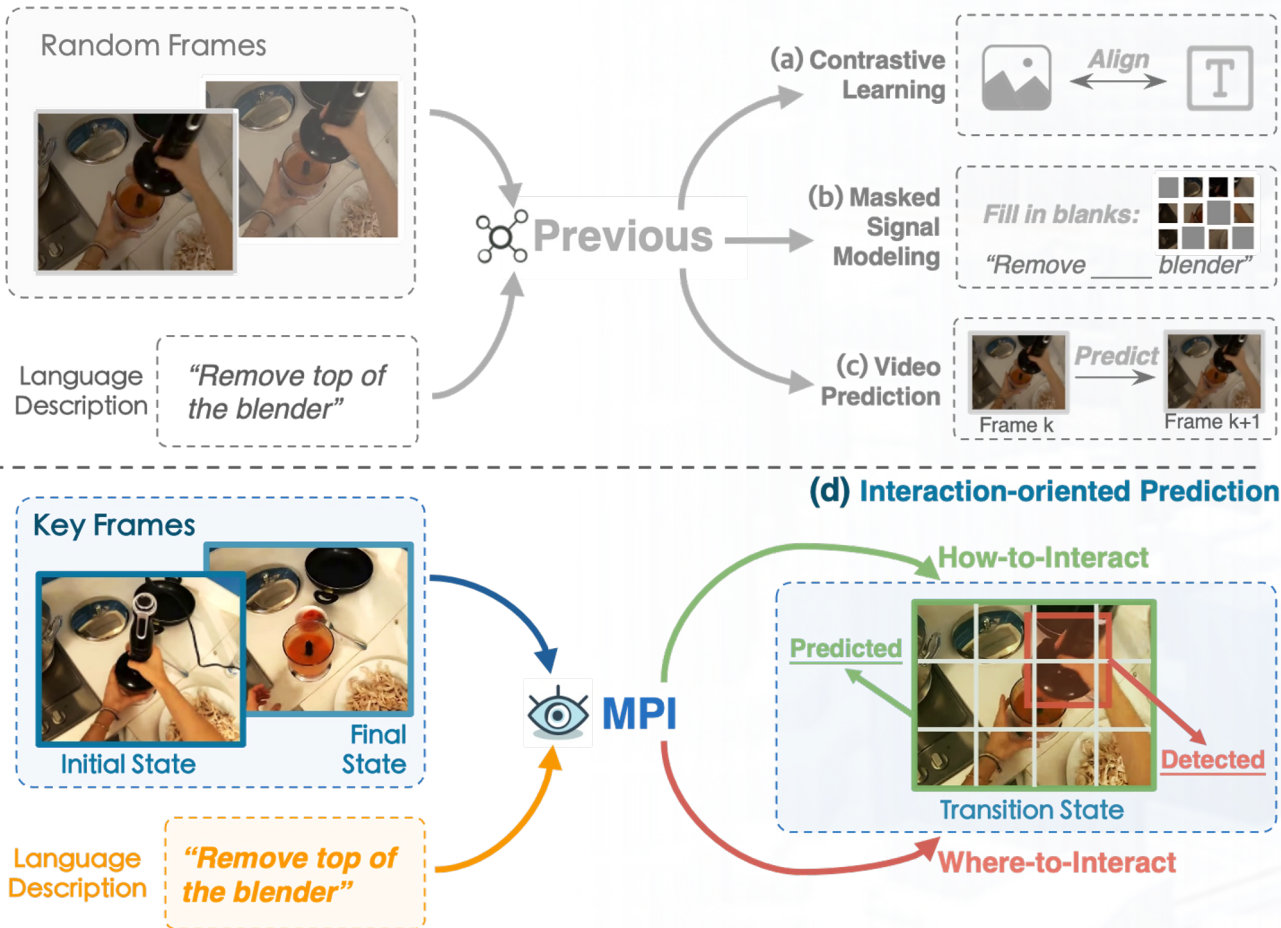 Random Frames
Language
Description
“Remove top of
the blender”
Previous
(a) Contrastive
Learning
Align
T
(b) Masked
Signal
Modeling
Fill in blanks:
“Remove _____ blender”
(c) Video
Prediction
Predict
Frame k
Frame k+1
Key Frames
Initial State
Final
State
Language
Description
“Remove top of
the blender”
MPI
(d) Interaction-oriented Prediction
How-to-Interact
Predicted
Detected
Transition State
Where-to-Interact